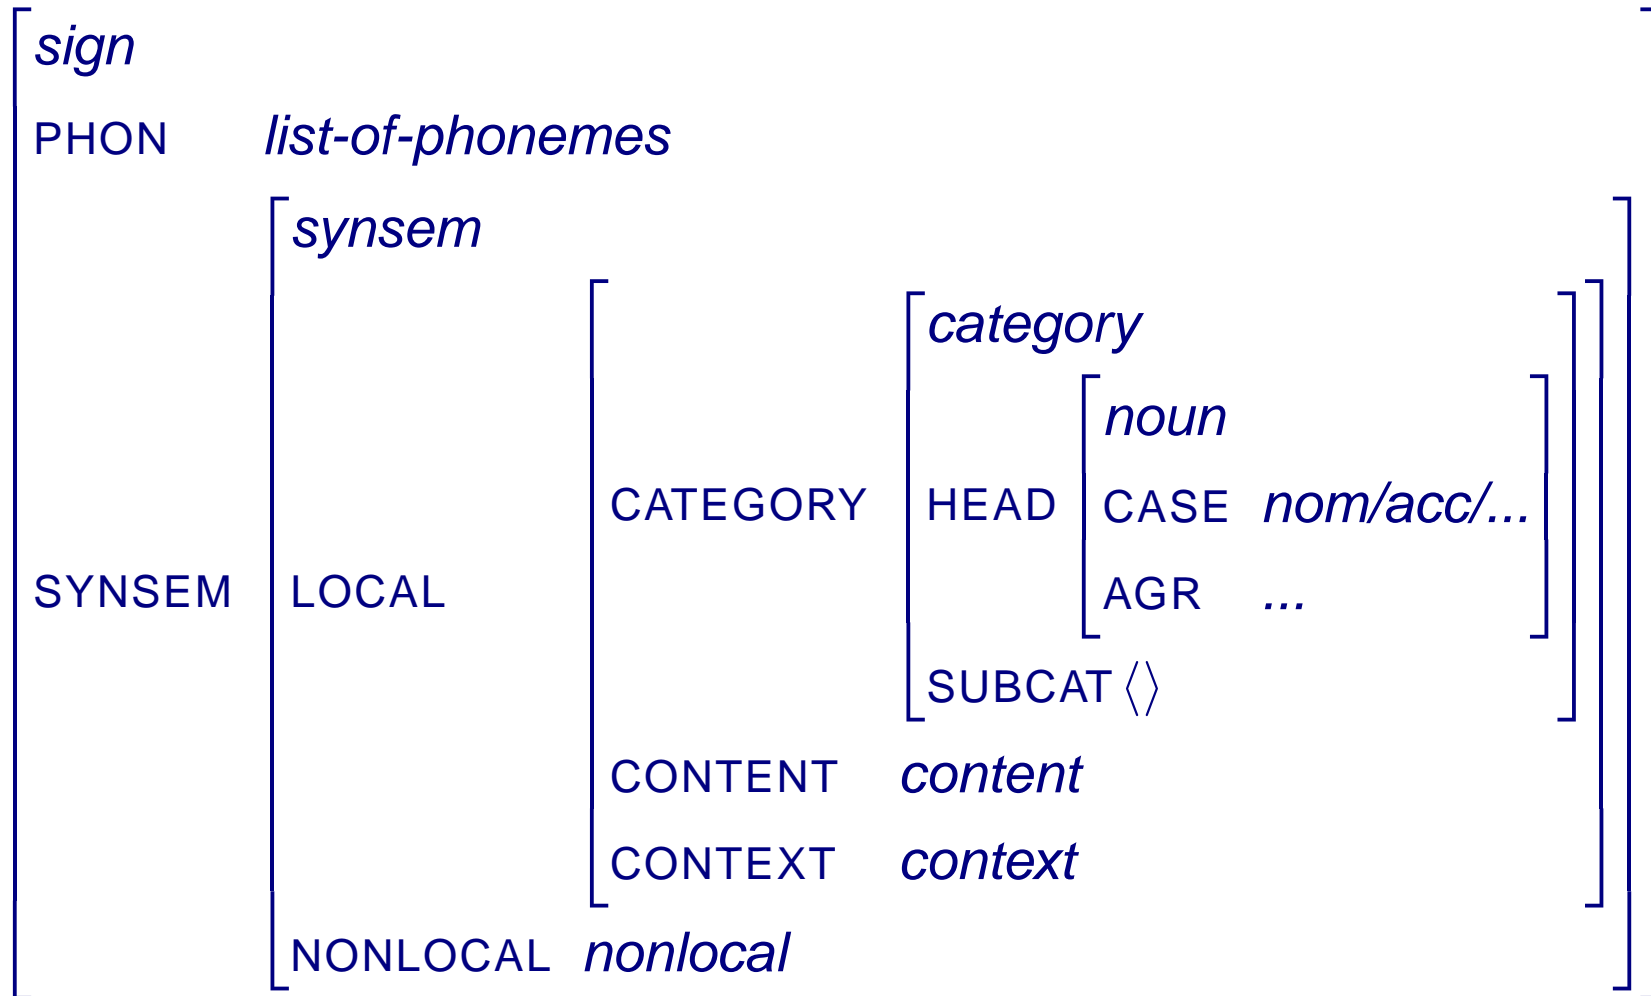 sign
PHON list-of-phonemes
synsem
category
noun
CATEGORY HEAD CASE nom/acc/...
SYNSEM LOCAL AGR ...
SUBCAT ⟨⟩
CONTENT content
CONTEXT context
NONLOCAL nonlocal